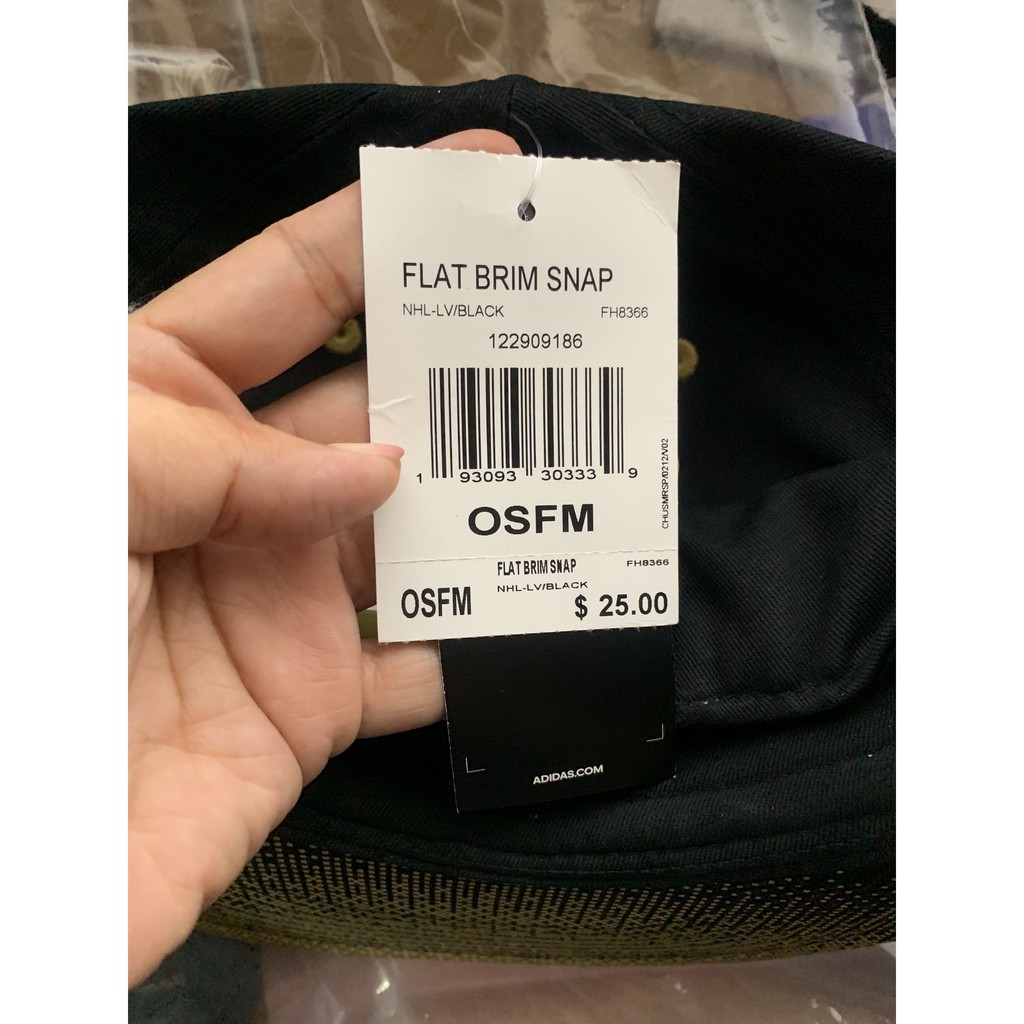 FLAT BRIM SNAP
NHL-LV/BLACK FH8366
122909186
1 93093 30333 9
CHUSMRSP/0212/V02
OSFM
FLAT BRIM SNAP FH8366
NHL-LV/BLACK
OSFM $ 25.00
ADIDAS.COM